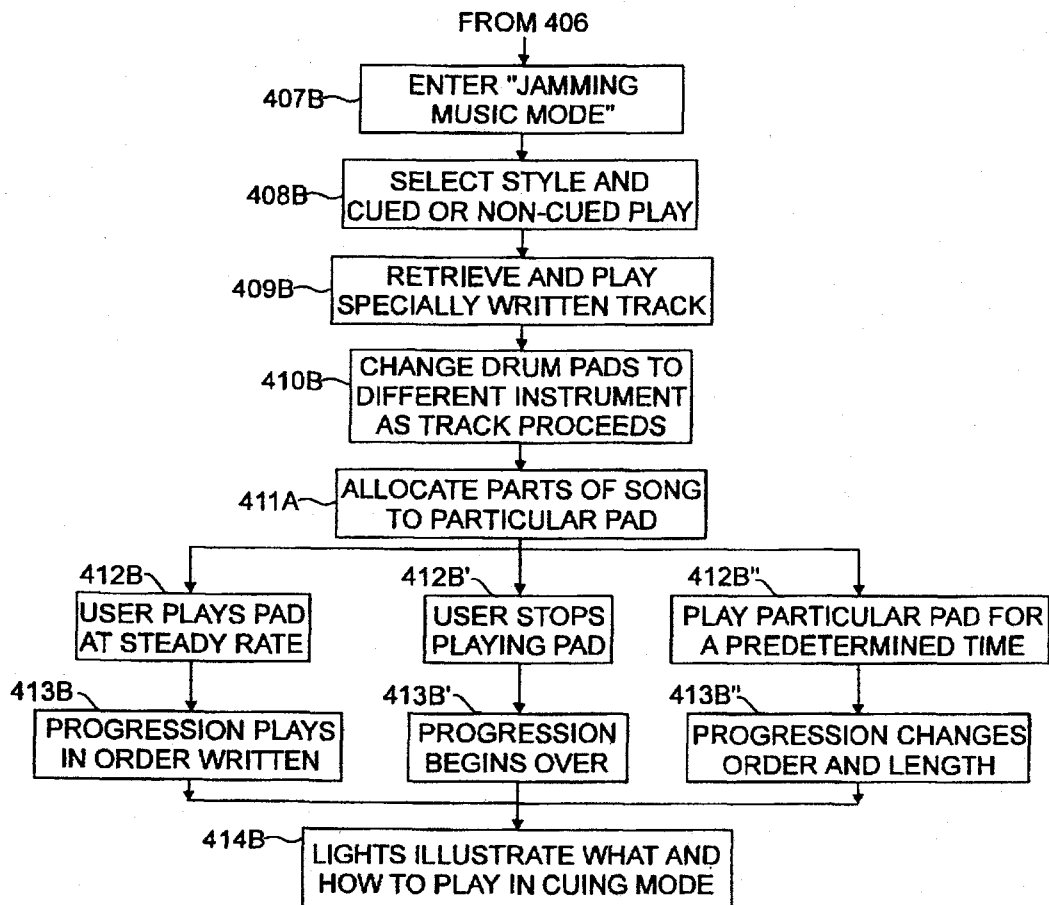 FROM 406
407B
ENTER "JAMMING
MUSIC MODE"
408B
SELECT STYLE AND
CUED OR NON-CUED PLAY
409B
RETRIEVE AND PLAY
SPECIALLY WRITTEN TRACK
410B
CHANGE DRUM PADS TO
DIFFERENT INSTRUMENT
AS TRACK PROCEEDS
411A
ALLOCATE PARTS OF SONG
TO PARTICULAR PAD
412B
USER PLAYS PAD
AT STEADY RATE
412B'
USER STOPS
PLAYING PAD
412B"
PLAY PARTICULAR PAD FOR
A PREDETERMINED TIME
413B
PROGRESSION PLAYS
IN ORDER WRITTEN
413B'
PROGRESSION
BEGINS OVER
413B"
PROGRESSION CHANGES
ORDER AND LENGTH
414B
LIGHTS ILLUSTRATE WHAT AND
HOW TO PLAY IN CUING MODE